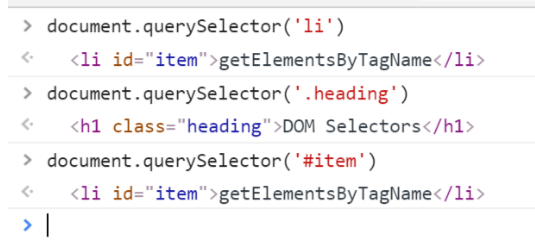 > document.querySelector('li')
<· <li id="item">getElementsByTagName</li>
> document.querySelector('.heading')
<· <h1 class="heading">DOM Selectors</h1>
> document.querySelector('#item')
<· <li id="item">getElementsByTagName</li>
>